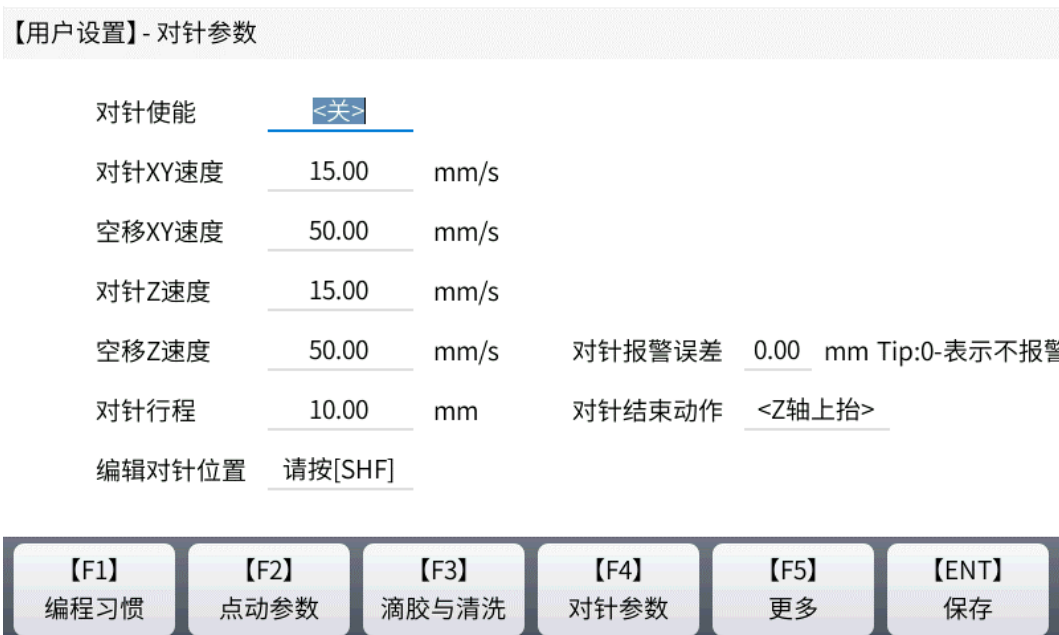 【用户设置】- 对针参数
对针使能 <关>
对针XY速度 15.00 mm/s
空移XY速度 50.00 mm/s
对针Z速度 15.00 mm/s
空移Z速度 50.00 mm/s 对针报警误差 0.00 mm Tip:0-表示不报警
对针行程 10.00 mm 对针结束动作 <Z轴上抬>
编辑对针位置 请按[SHF]
【F1】 【F2】 【F3】 【F4】 【F5】 【ENT】
编程习惯 点动参数 滴胶与清洗 对针参数 更多 保存